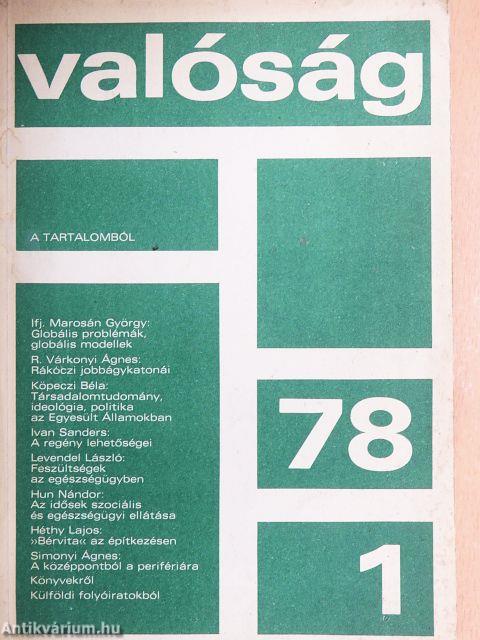 valóság
A TARTALOMBÓL
Ifj. Marosán György:
Globális problémák,
globális modellek
R. Várkonyi Ágnes:
Rákóczi jobbágykatonái
Köpeczi Béla:
Társadalomtudomány,
ideológia, politika
az Egyesült Államokban
Ivan Sanders:
A regény lehetőségei
Levendel László:
Feszültségek
az egészségügyben
Hun Nándor:
Az idősek szociális
és egészségügyi ellátása
Héthy Lajos:
»Bérvita« az építkezésen
Simonyi Ágnes:
A középpontból a perifériára
Könyvekről
Külföldi folyóiratokból
78
1
Antikvárium.hu